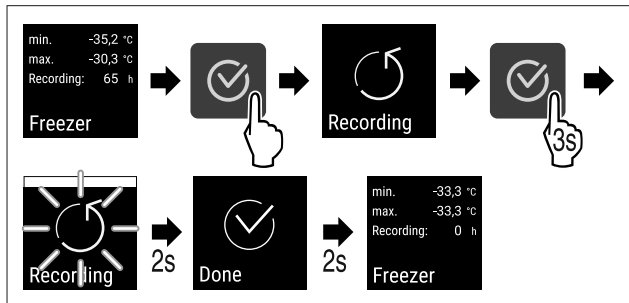 min. -35,2 °C
max. -30,3 °C
Recording: 65 h
Freezer
Recording
3s
Recording
2s
Done
2s
min. -33,3 °C
max. -33,3 °C
Recording: 0 h
Freezer